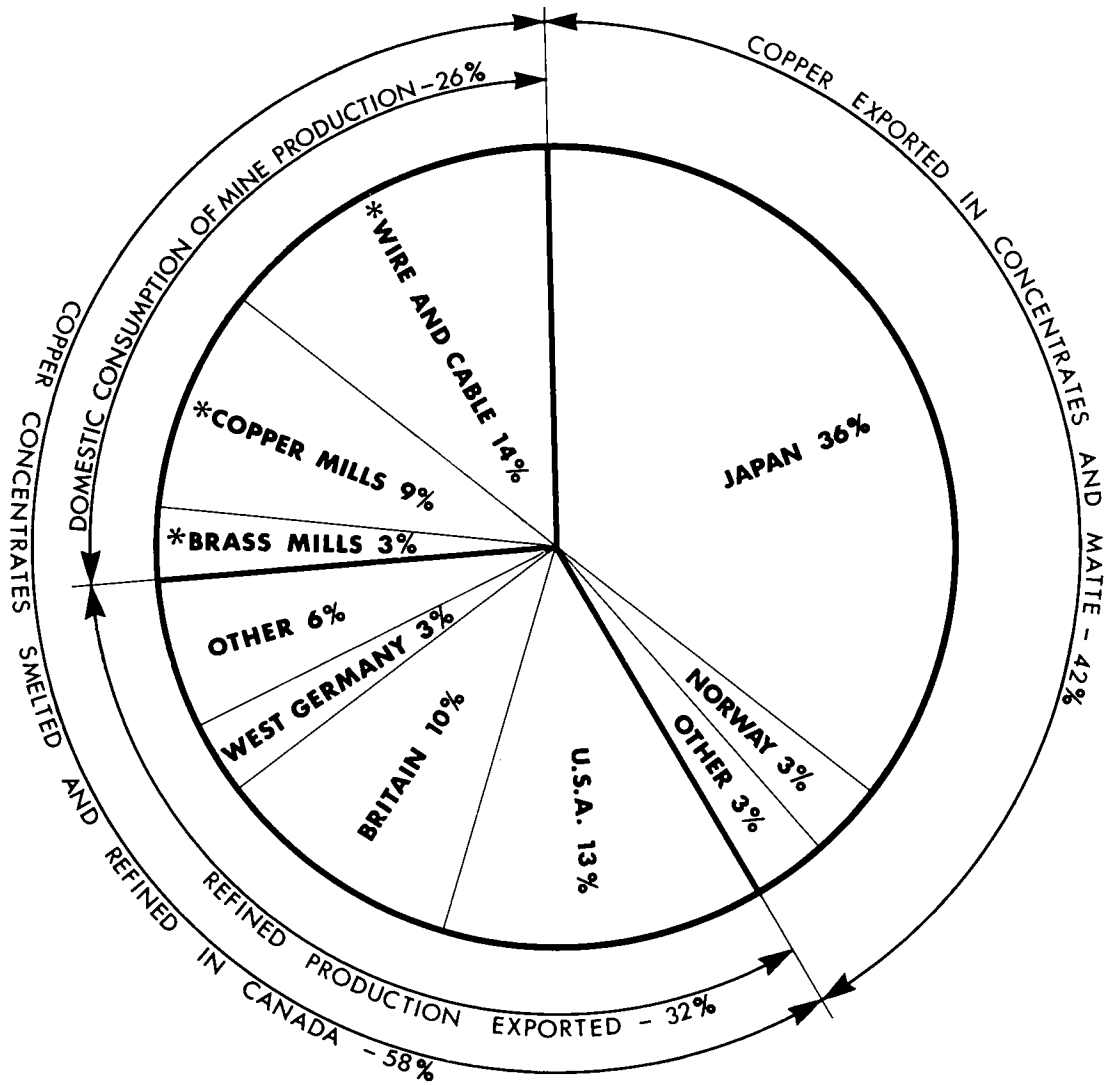 COPPER EXPORTED IN CONCENTRATES AND MATTE - 42%
DOMESTIC CONSUMPTION OF MINE PRODUCTION - 26%
COPPER CONCENTRATES SMELTED AND REFINED IN CANADA - 58%
REFINED PRODUCTION EXPORTED - 32%
*WIRE AND CABLE 14%
*COPPER MILLS 9%
*BRASS MILLS 3%
OTHER 6%
WEST GERMANY 3%
BRITAIN 10%
U.S.A. 13%
OTHER 3%
NORWAY 3%
JAPAN 36%